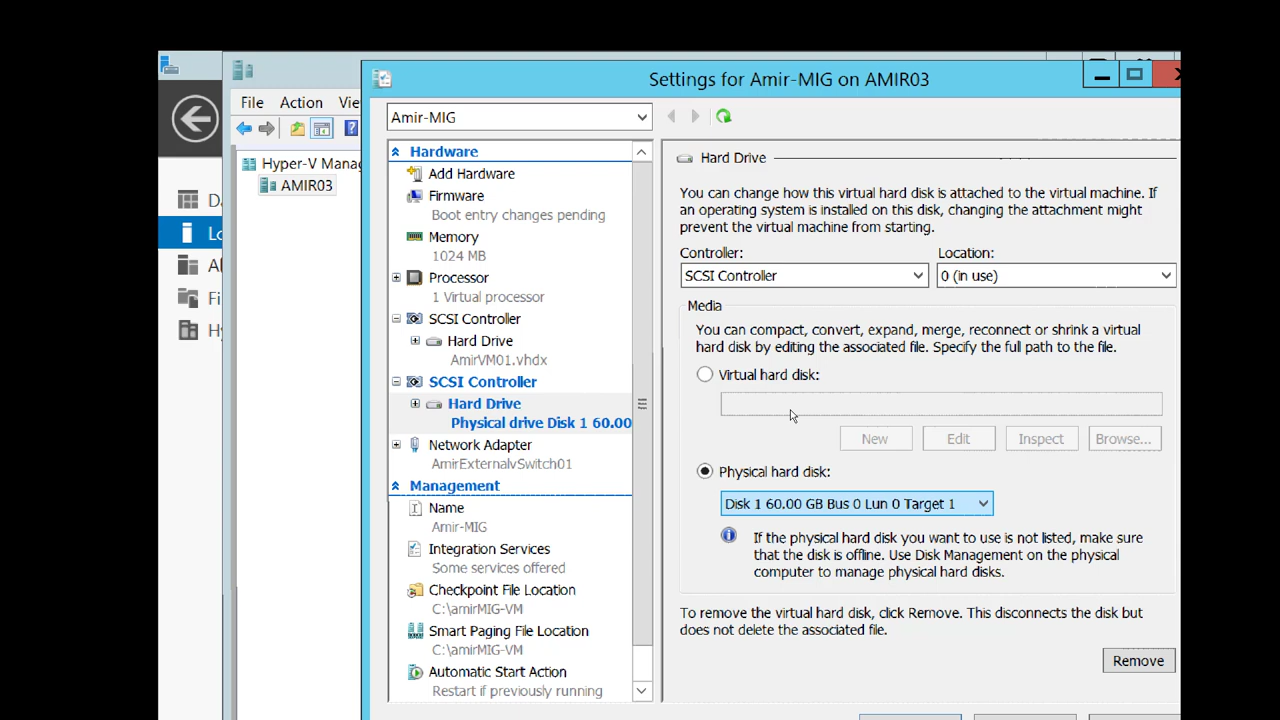 Settings for Amir-MIG on AMIR03
File Action Vie
Amir-MIG
Hyper-V Manag
AMIR03
Hardware
Add Hardware
Firmware
Boot entry changes pending
Memory
1024 MB
Processor
1 Virtual processor
SCSI Controller
Hard Drive
AmirVM01.vhdx
SCSI Controller
Hard Drive
Physical drive Disk 1 60.00
Network Adapter
AmirExternalvSwitch01
Management
Name
Amir-MIG
Integration Services
Some services offered
Checkpoint File Location
C:\amirMIG-VM
Smart Paging File Location
C:\amirMIG-VM
Automatic Start Action
Restart if previously running
Hard Drive
You can change how this virtual hard disk is attached to the virtual machine. If
an operating system is installed on this disk, changing the attachment might
prevent the virtual machine from starting.
Controller: Location:
SCSI Controller 0 (in use)
Media
You can compact, convert, expand, merge, reconnect or shrink a virtual
hard disk by editing the associated file. Specify the full path to the file.
Virtual hard disk:
New Edit Inspect Browse...
Physical hard disk:
Disk 1 60.00 GB Bus 0 Lun 0 Target 1
If the physical hard disk you want to use is not listed, make sure
that the disk is offline. Use Disk Management on the physical
computer to manage physical hard disks.
To remove the virtual hard disk, click Remove. This disconnects the disk but
does not delete the associated file.
Remove